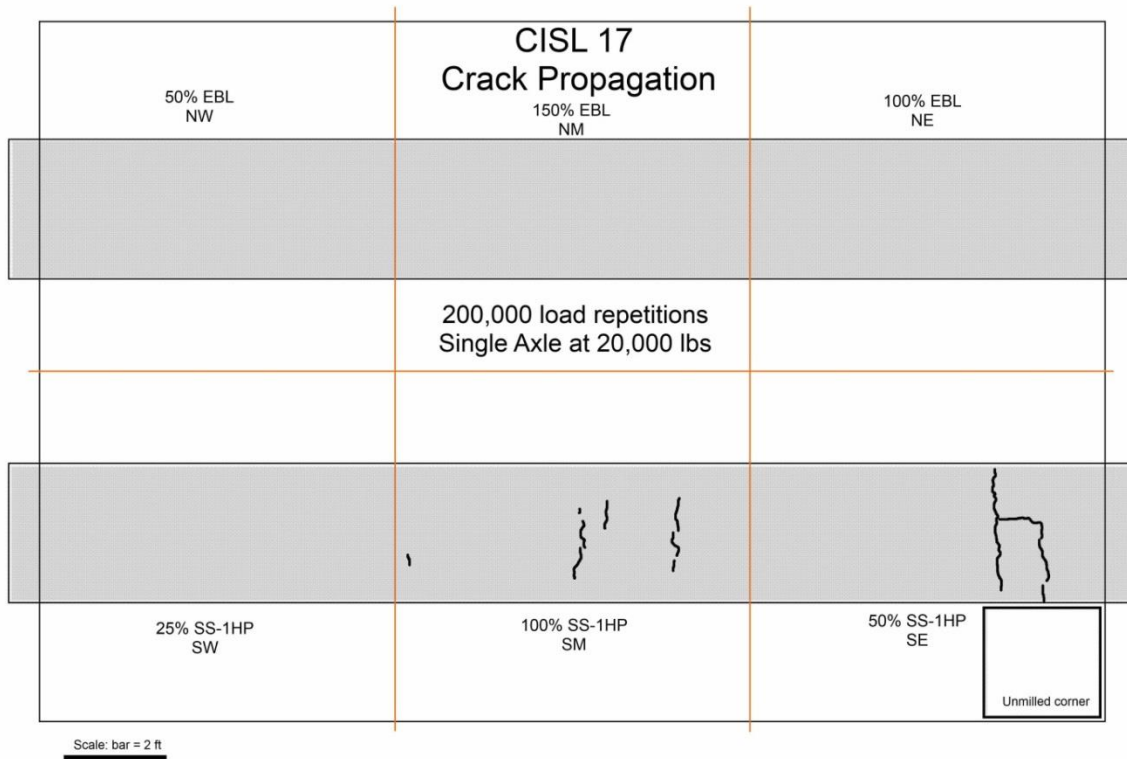 CISL 17
Crack Propagation
50% EBL
NW
150% EBL
NM
100% EBL
NE
200,000 load repetitions
Single Axle at 20,000 lbs
25% SS-1HP
SW
100% SS-1HP
SM
50% SS-1HP
SE
Unmilled corner
Scale: bar = 2 ft